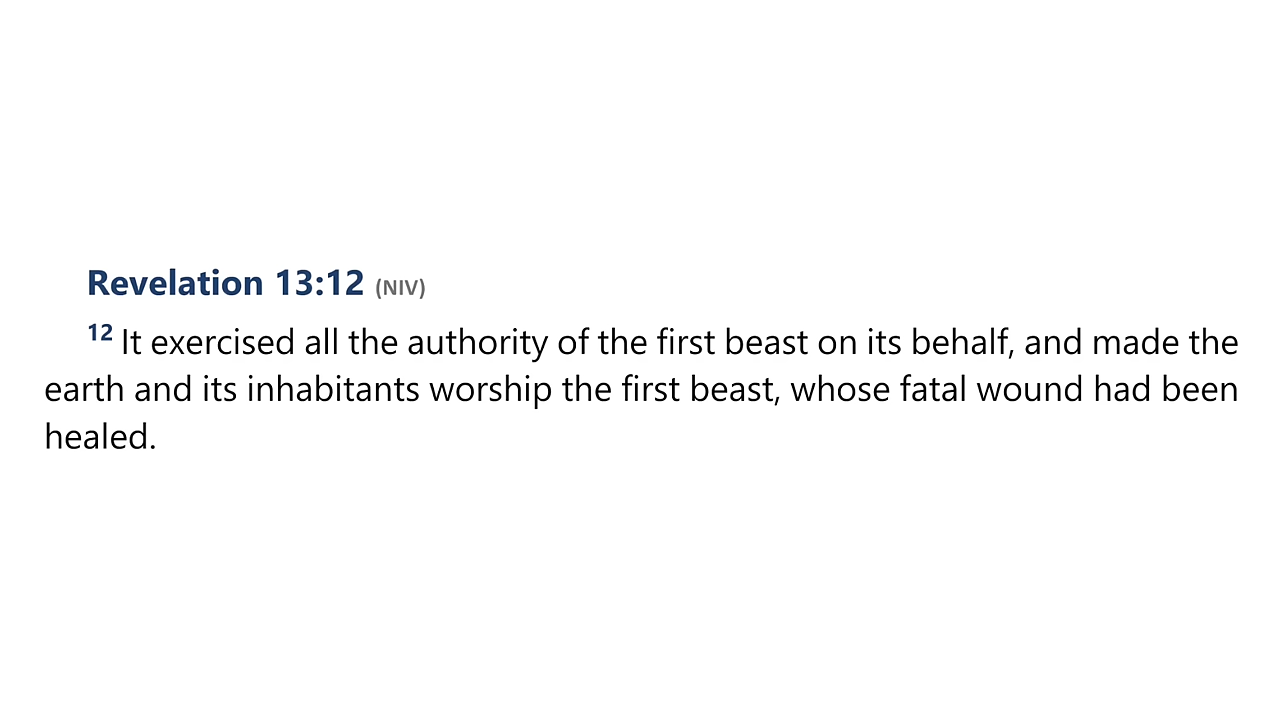 Revelation 13:12 (NIV)
12 It exercised all the authority of the first beast on its behalf, and made the
earth and its inhabitants worship the first beast, whose fatal wound had been
healed.